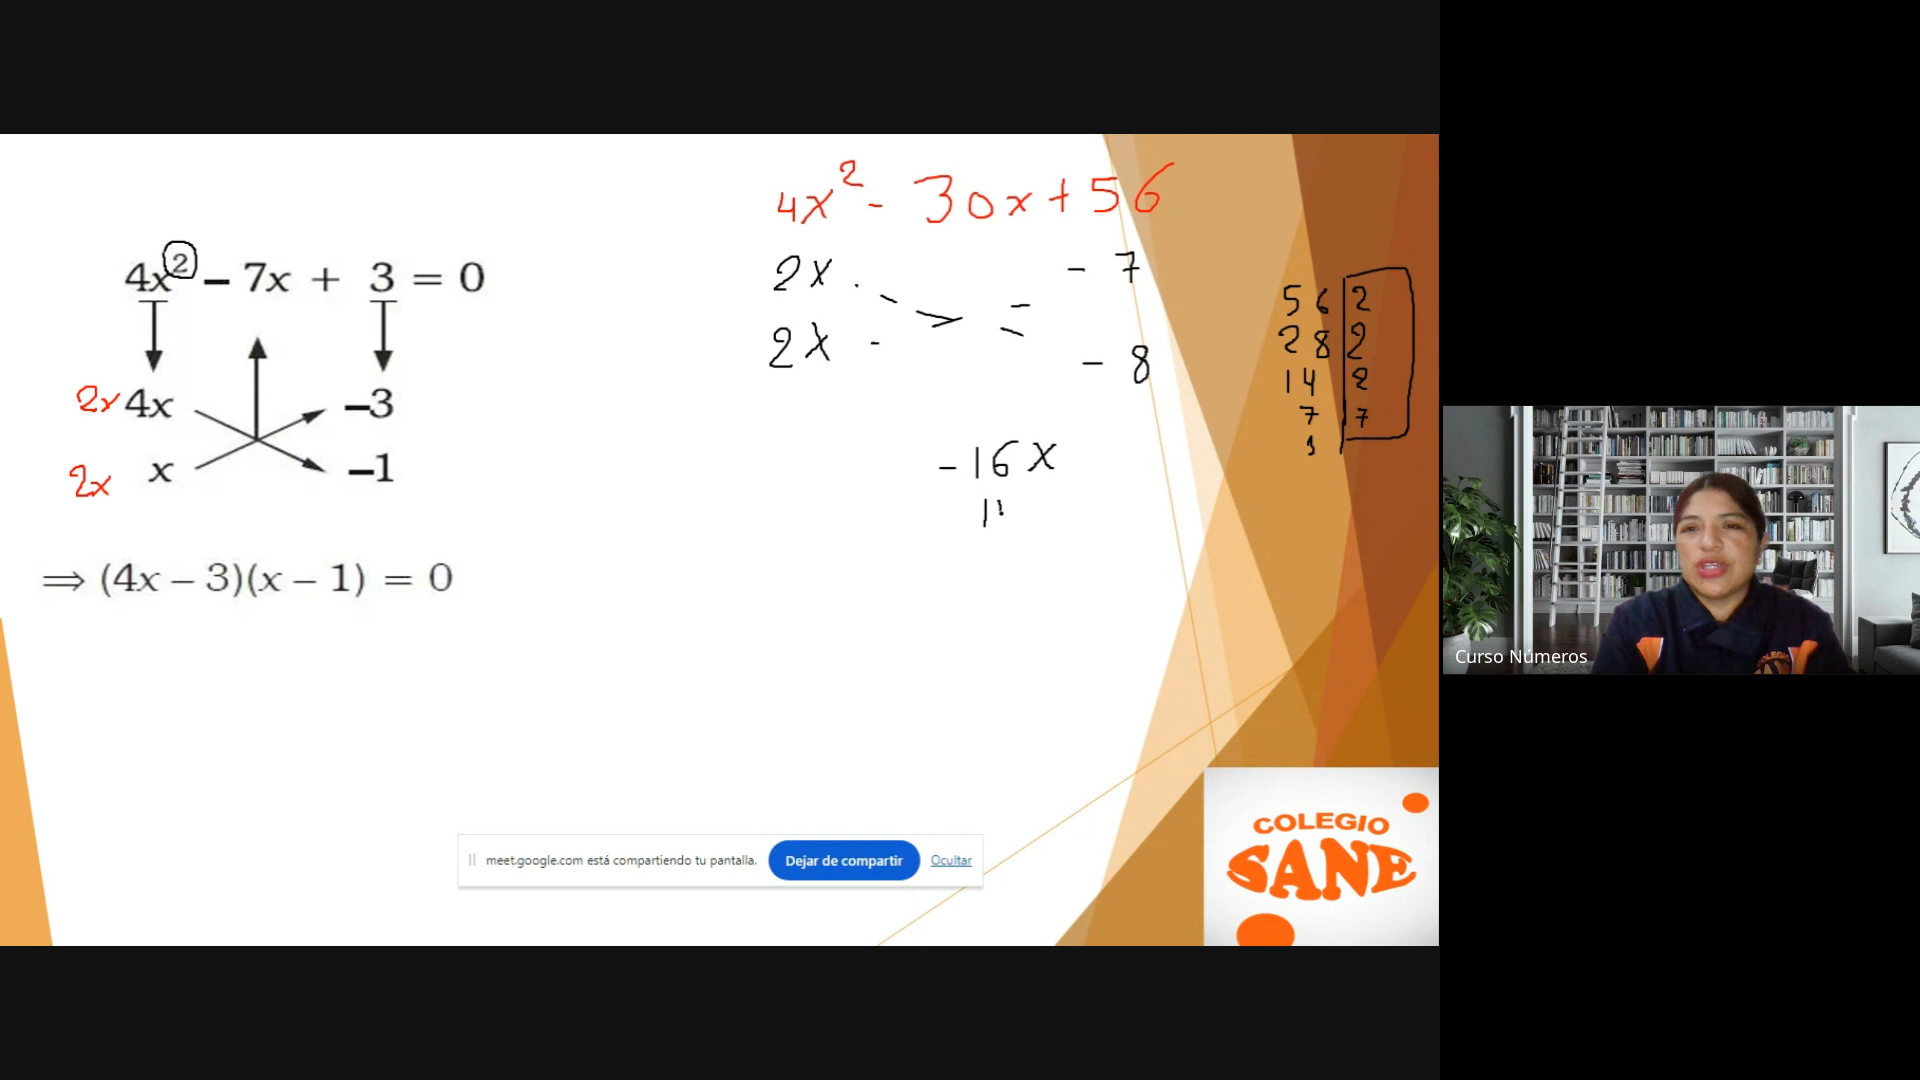 4x² - 7x + 3 = 0
2x 4x -3
2x x -1
⇒ (4x - 3)(x - 1) = 0
4x² - 30x + 56
2x - 7
2x - 8
-16x
56 2
28 2
14 2
7 7
1
meet.google.com está compartiendo tu pantalla. Dejar de compartir Ocultar
COLEGIO
SANE
Curso Números